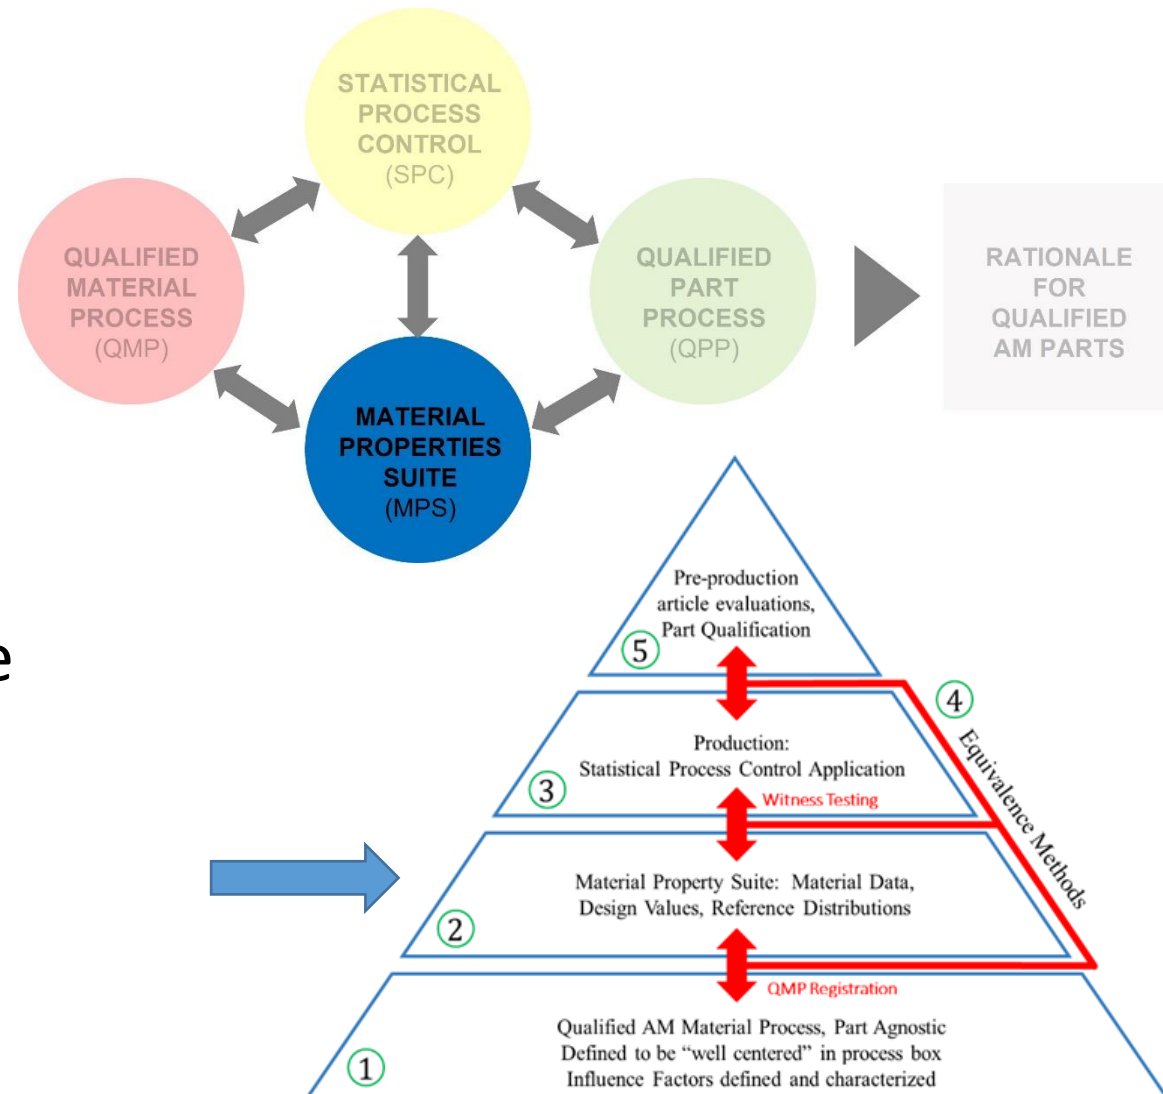 STATISTICAL
PROCESS
CONTROL
(SPC)
QUALIFIED
MATERIAL
PROCESS
(QMP)
QUALIFIED
PART
PROCESS
(QPP)
RATIONALE
FOR
QUALIFIED
AM PARTS
MATERIAL
PROPERTIES
SUITE
(MPS)
e
Pre-production
article evaluations,
Part Qualification
5
4
Equivalence Methods
Production:
Statistical Process Control Application
3
Witness Testing
Material Property Suite: Material Data,
Design Values, Reference Distributions
2
QMP Registration
Qualified AM Material Process, Part Agnostic
Defined to be “well centered” in process box
Influence Factors defined and characterized
1